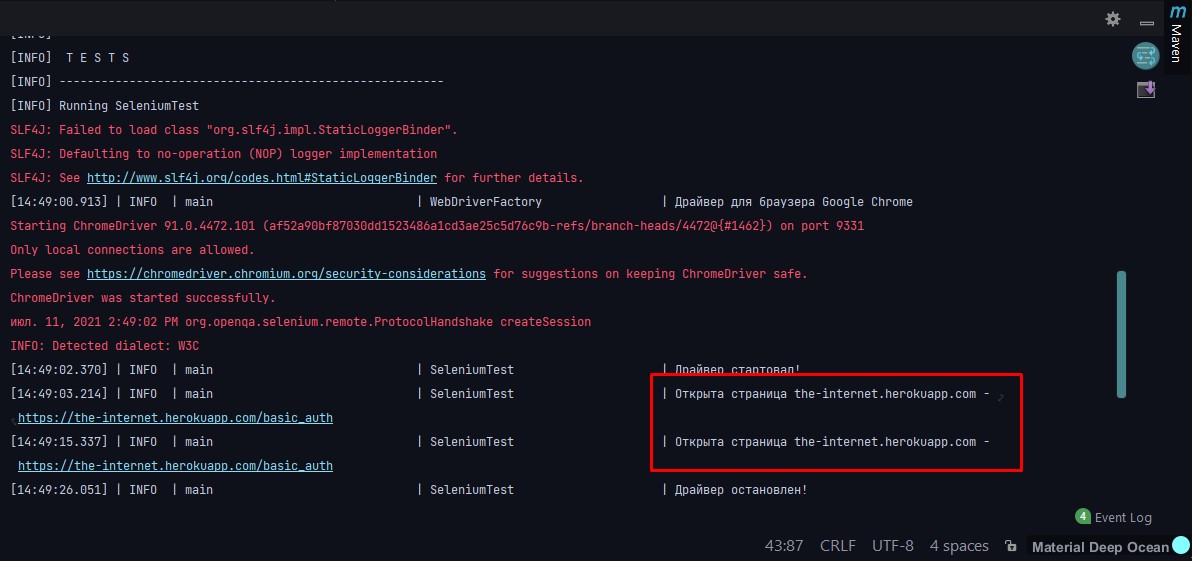 m
Maven
[INFO]
[INFO]  T E S T S
[INFO] -------------------------------------------------------
[INFO] Running SeleniumTest
SLF4J: Failed to load class "org.slf4j.impl.StaticLoggerBinder".
SLF4J: Defaulting to no-operation (NOP) logger implementation
SLF4J: See http://www.slf4j.org/codes.html#StaticLoggerBinder for further details.
[14:49:00.913] | INFO  | main | WebDriverFactory | Драйвер для браузера Google Chrome
Starting ChromeDriver 91.0.4472.101 (af52a90bf87030dd1523486a1cd3ae25c5d76c9b-refs/branch-heads/4472@{#1462}) on port 9331
Only local connections are allowed.
Please see https://chromedriver.chromium.org/security-considerations for suggestions on keeping ChromeDriver safe.
ChromeDriver was started successfully.
июл. 11, 2021 2:49:02 PM org.openqa.selenium.remote.ProtocolHandshake createSession
INFO: Detected dialect: W3C
[14:49:02.370] | INFO  | main | SeleniumTest | Драйвер стартовал!
[14:49:03.214] | INFO  | main | SeleniumTest | Открыта страница the-internet.herokuapp.com -
https://the-internet.herokuapp.com/basic_auth
[14:49:15.337] | INFO  | main | SeleniumTest | Открыта страница the-internet.herokuapp.com -
https://the-internet.herokuapp.com/basic_auth
[14:49:26.051] | INFO  | main | SeleniumTest | Драйвер остановлен!
4 Event Log
43:87 CRLF UTF-8 4 spaces Material Deep Ocean